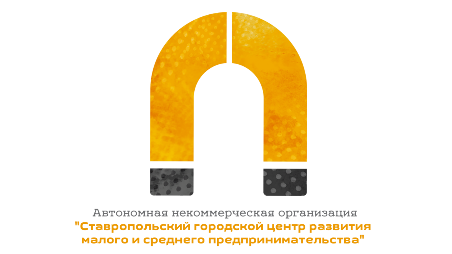 Автономная некоммерческая организация
"Ставропольский городской центр развития
малого и среднего предпринимательства"